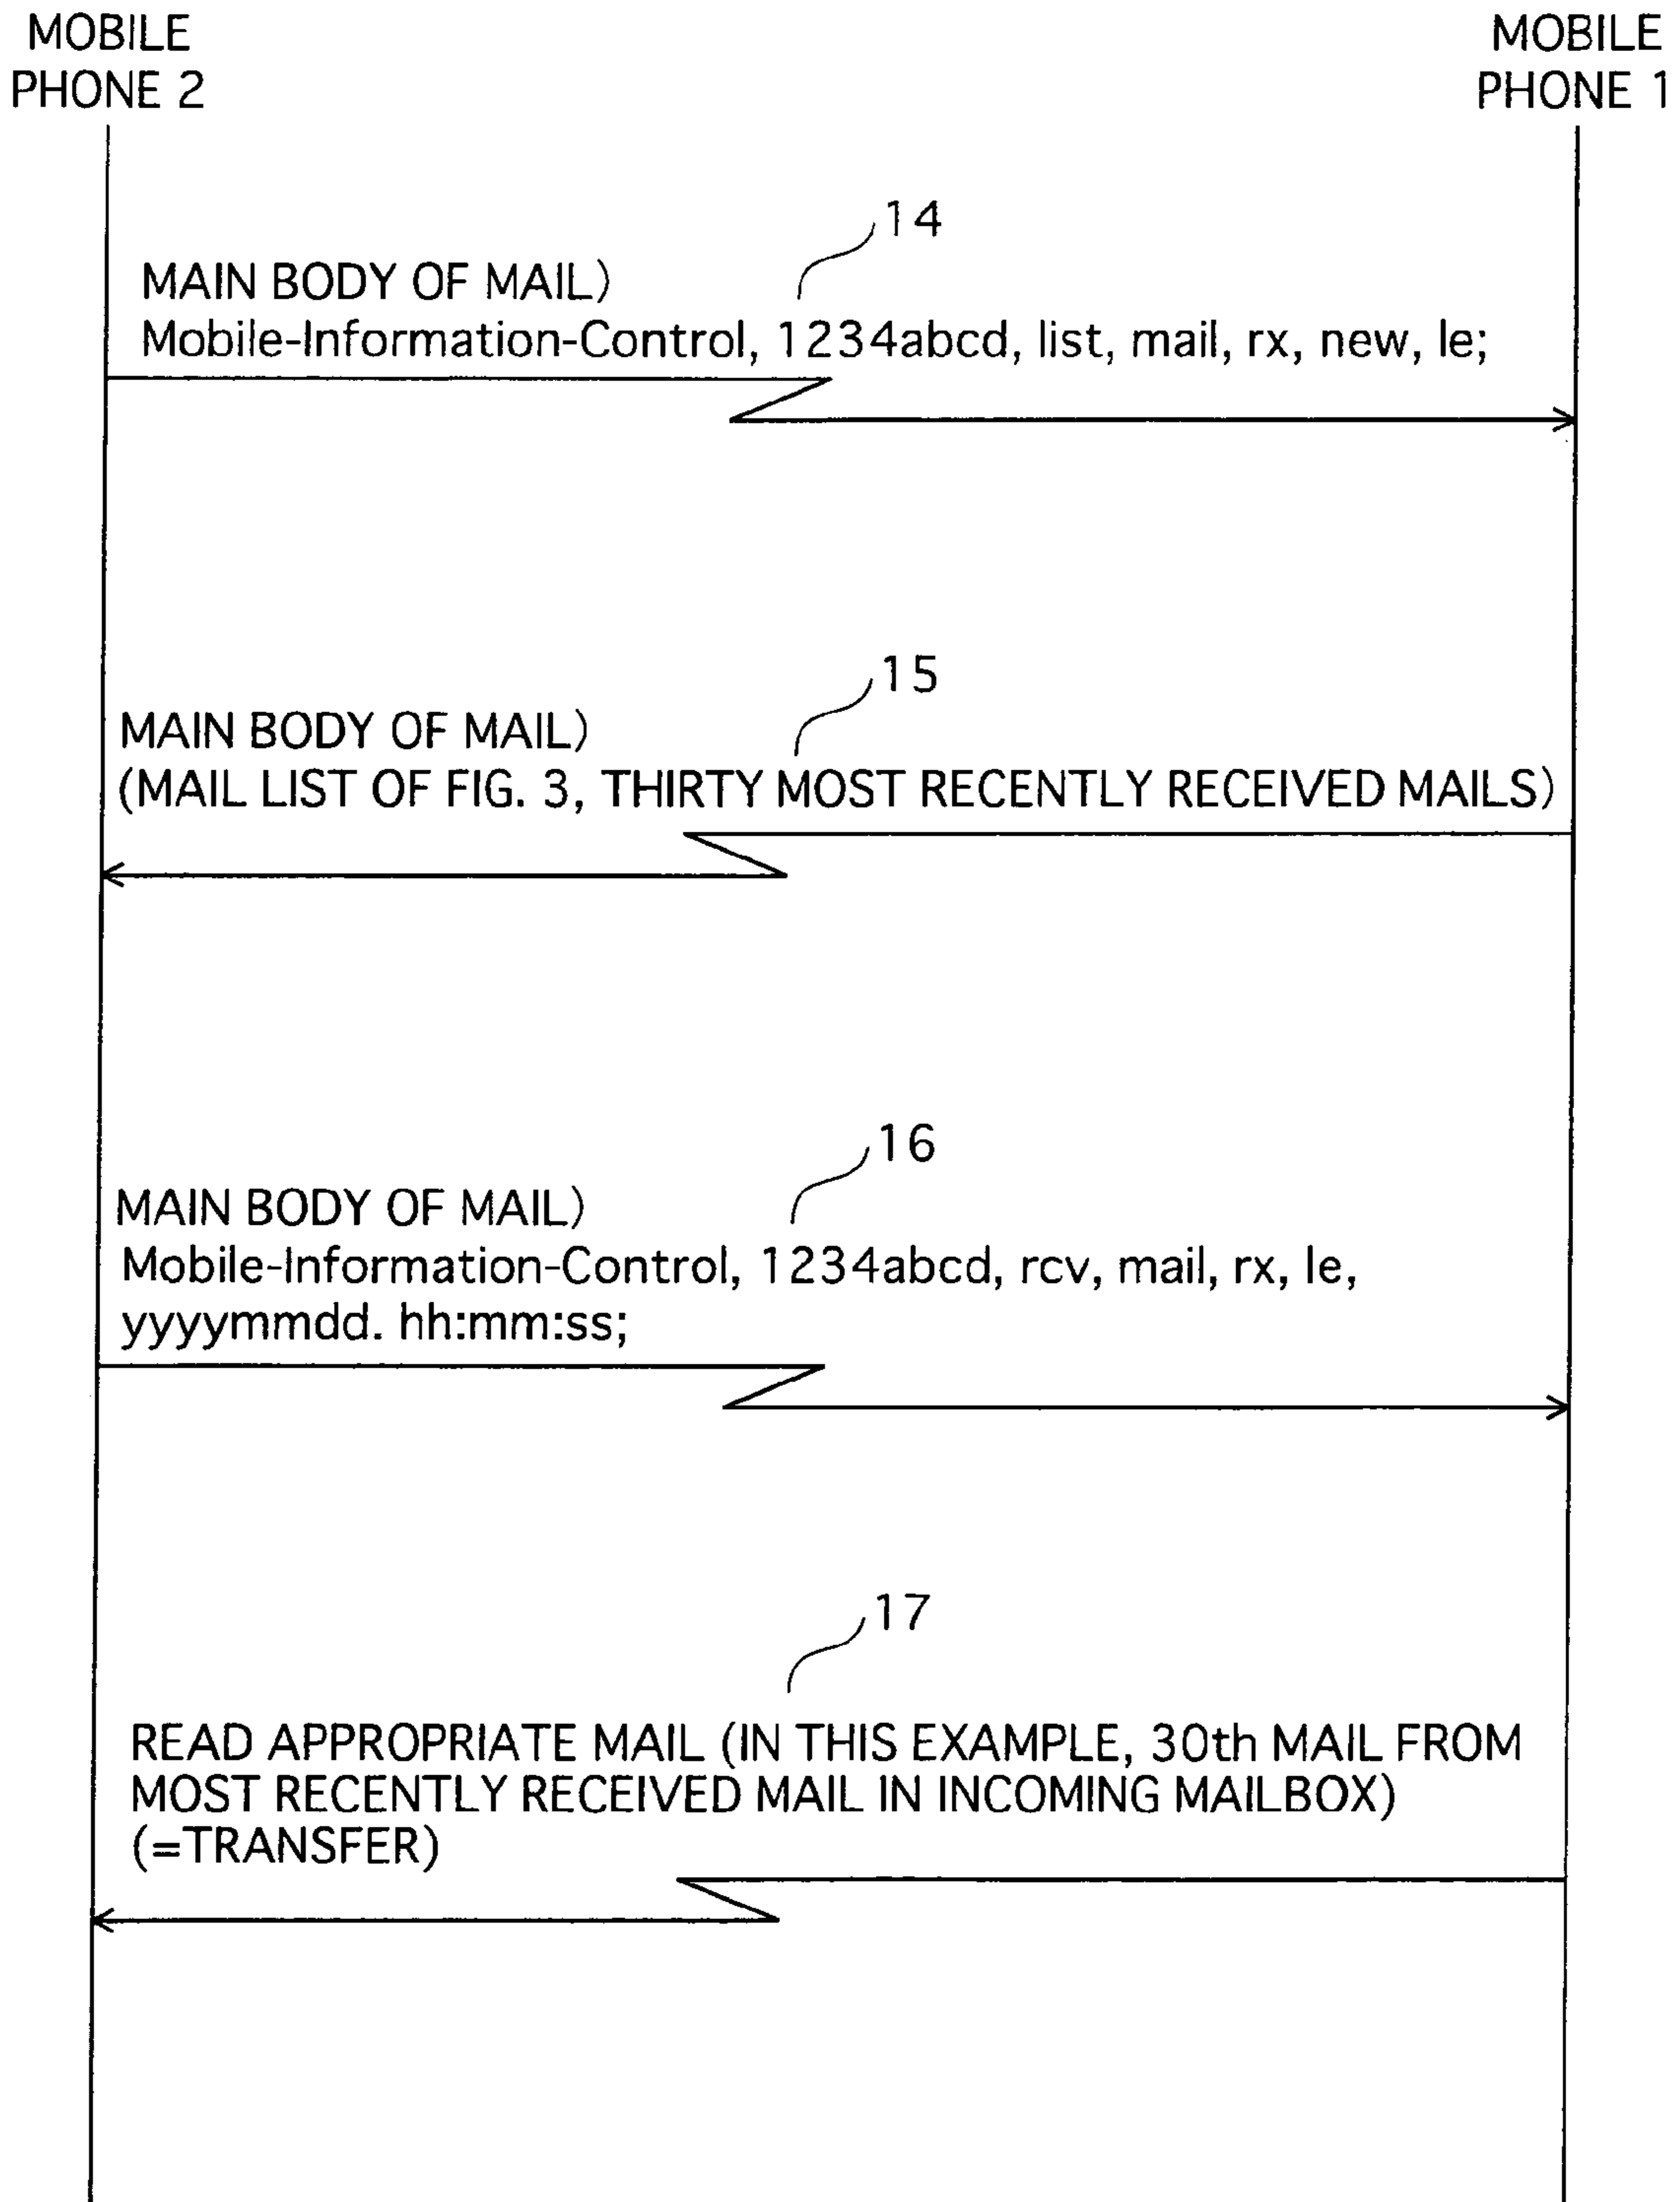 MOBILE
PHONE 2
MOBILE
PHONE 1
14
MAIN BODY OF MAIL)
Mobile-Information-Control, 1234abcd, list, mail, rx, new, le;
15
MAIN BODY OF MAIL)
(MAIL LIST OF FIG. 3, THIRTY MOST RECENTLY RECEIVED MAILS)
16
MAIN BODY OF MAIL)
Mobile-Information-Control, 1234abcd, rcv, mail, rx, le,
yyyymmdd. hh:mm:ss;
17
READ APPROPRIATE MAIL (IN THIS EXAMPLE, 30th MAIL FROM
MOST RECENTLY RECEIVED MAIL IN INCOMING MAILBOX)
(=TRANSFER)